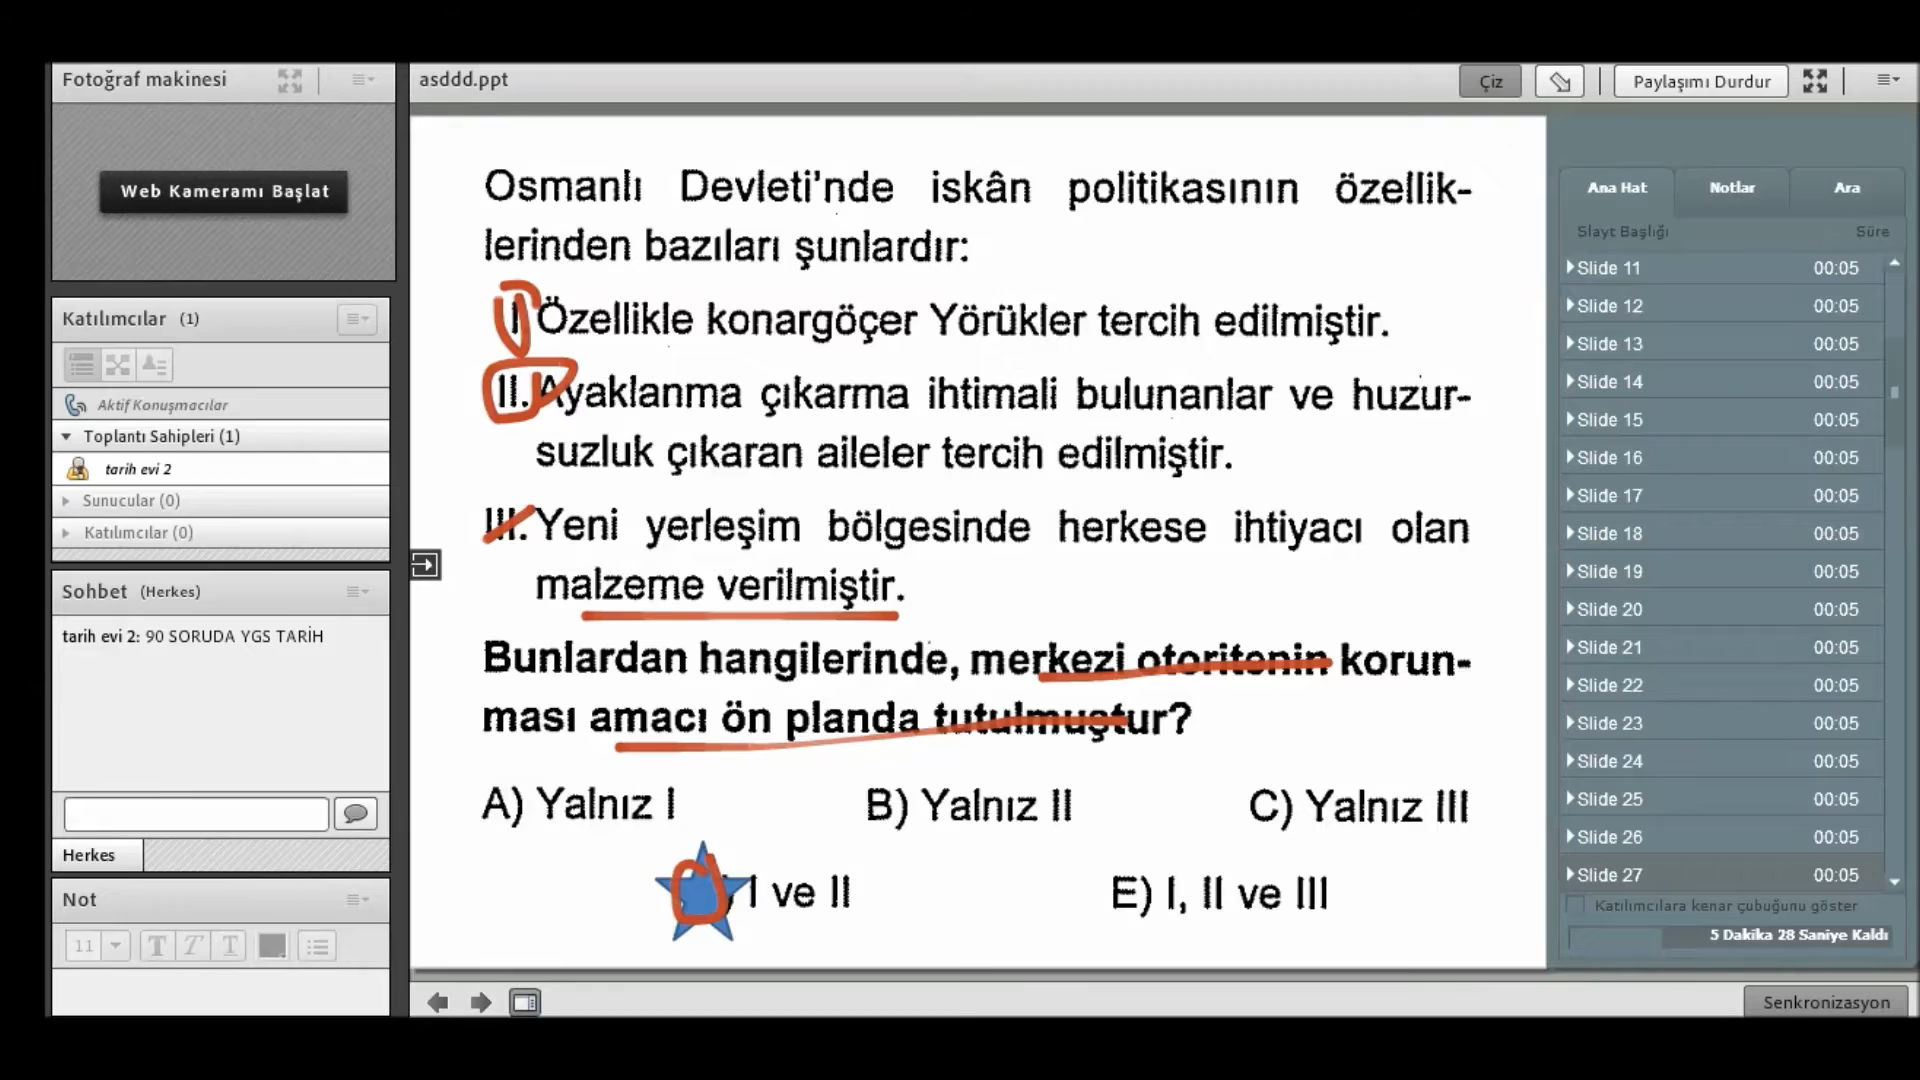 Fotoğraf makinesi
Web Kameramı Başlat
Katılımcılar (1)
Aktif Konuşmacılar
Toplantı Sahipleri (1)
tarih evi 2
Sunucular (0)
Katılımcılar (0)
Sohbet (Herkes)
tarih evi 2: 90 SORUDA YGS TARİH
Herkes
Not
11
asddd.ppt
Çiz
Paylaşımı Durdur
Osmanlı Devleti'nde iskân politikasının özellik-
lerinden bazıları şunlardır:
I Özellikle konargöçer Yörükler tercih edilmiştir.
II. Ayaklanma çıkarma ihtimali bulunanlar ve huzur-
suzluk çıkaran aileler tercih edilmiştir.
III. Yeni yerleşim bölgesinde herkese ihtiyacı olan
malzeme verilmiştir.
Bunlardan hangilerinde, merkezi otoritenin korun-
ması amacı ön planda tutulmuştur?
A) Yalnız I B) Yalnız II C) Yalnız III
) I ve II E) I, II ve III
Ana Hat Notlar Ara
Slayt Başlığı Süre
Slide 11 00:05
Slide 12 00:05
Slide 13 00:05
Slide 14 00:05
Slide 15 00:05
Slide 16 00:05
Slide 17 00:05
Slide 18 00:05
Slide 19 00:05
Slide 20 00:05
Slide 21 00:05
Slide 22 00:05
Slide 23 00:05
Slide 24 00:05
Slide 25 00:05
Slide 26 00:05
Slide 27 00:05
Katılımcılara kenar çubuğunu göster
5 Dakika 28 Saniye Kaldı
Senkronizasyon